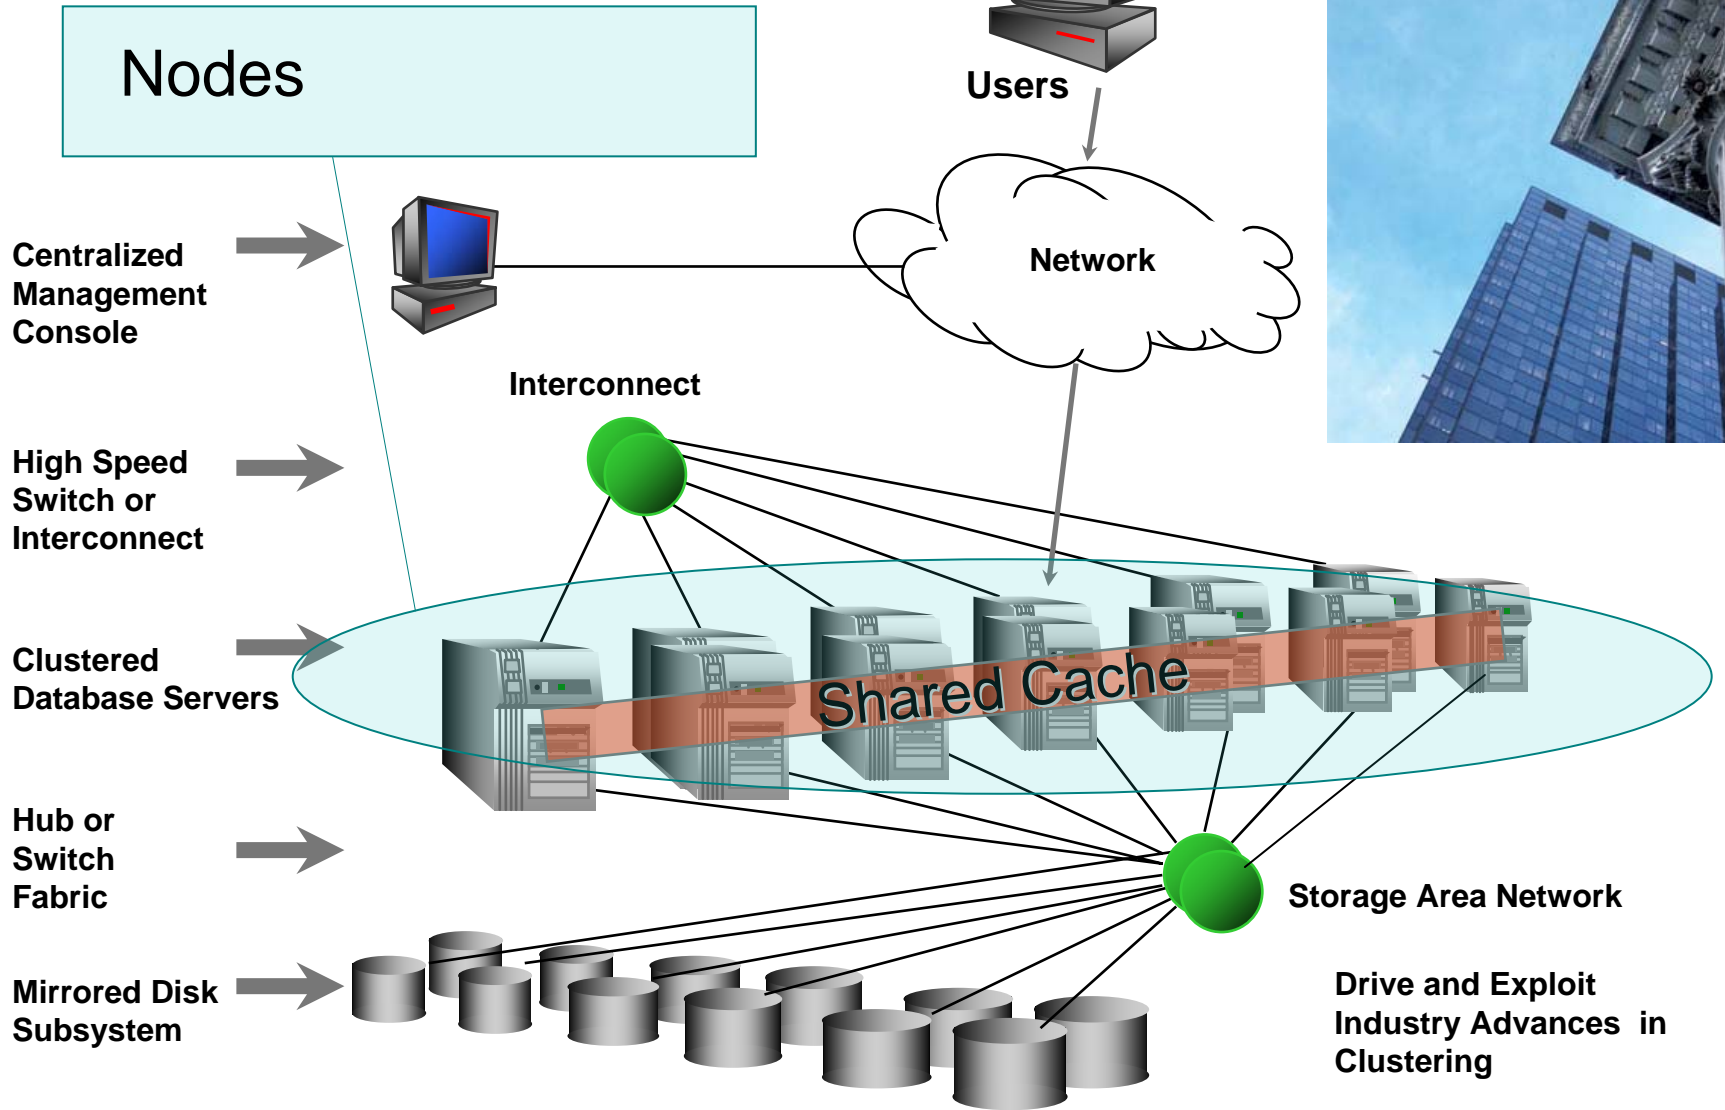 Nodes
Users
Centralized
Management
Console
Network
Interconnect
High Speed
Switch or
Interconnect
Clustered
Database Servers
Shared Cache
Hub or
Switch
Fabric
Storage Area Network
Mirrored Disk
Subsystem
Drive and Exploit
Industry Advances in
Clustering